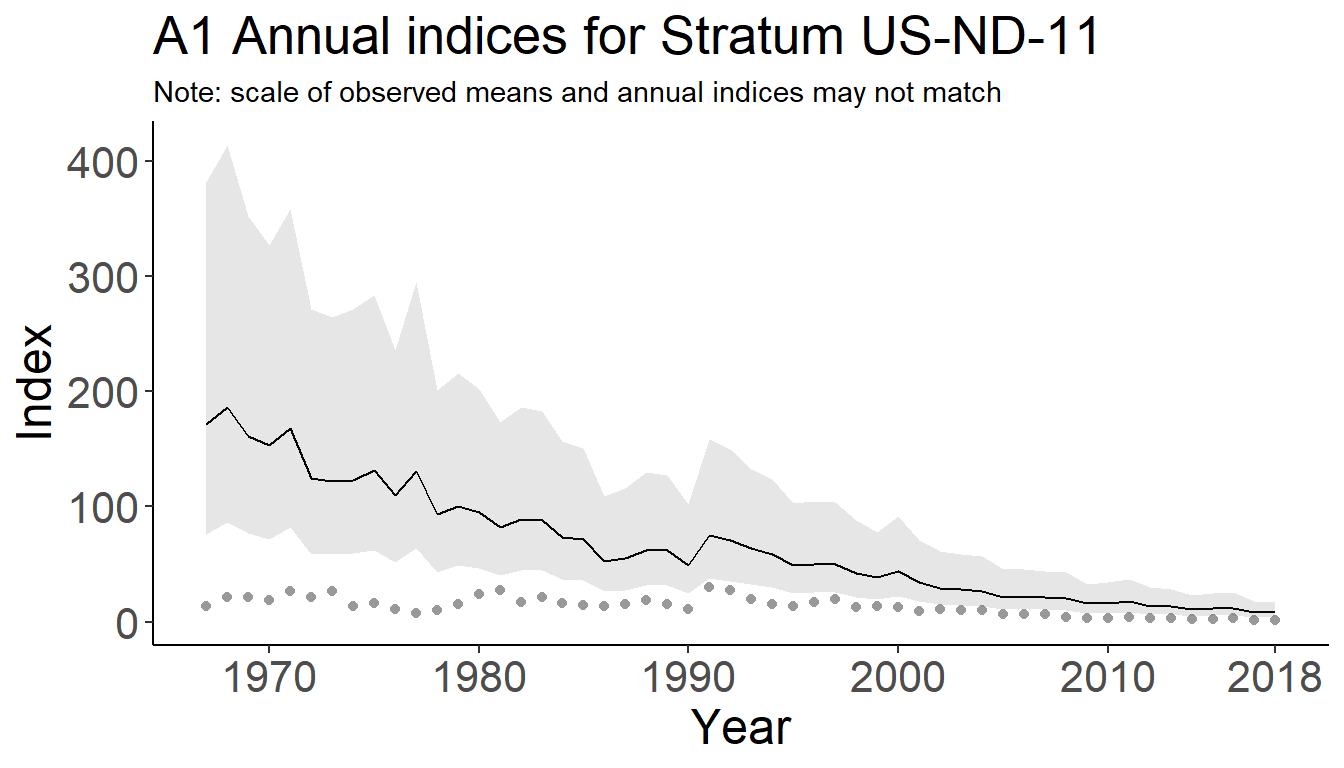 A1 Annual indices for Stratum US-ND-11
Note: scale of observed means and annual indices may not match
400
300
200
100
0
Index
1970 1980 1990 2000 2010 2018
Year